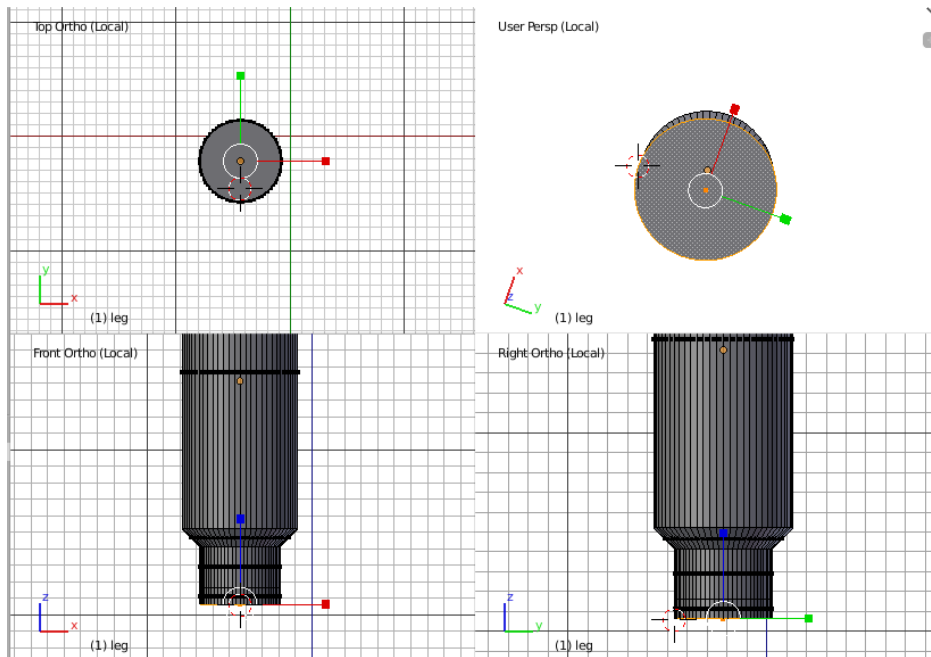 Top Ortho (Local)
y
x
(1) leg
User Persp (Local)
x
z
y
(1) leg
Front Ortho (Local)
z
x
(1) leg
Right Ortho (Local)
z
y
(1) leg